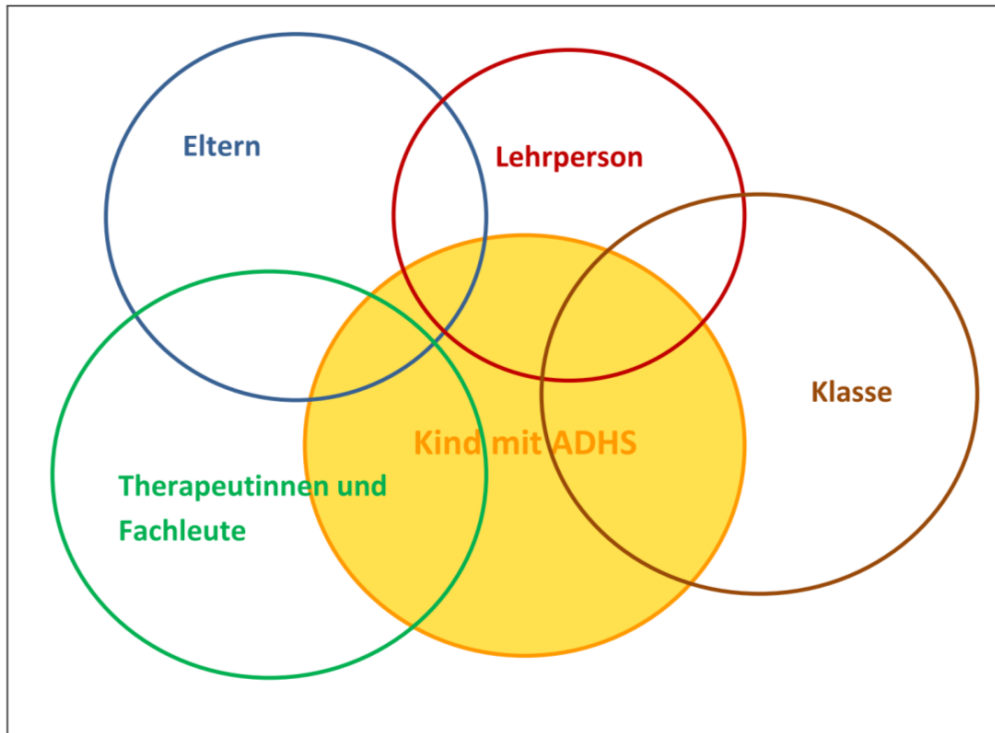 Eltern
Lehrperson
Klasse
Kind mit ADHS
Therapeutinnen und
Fachleute